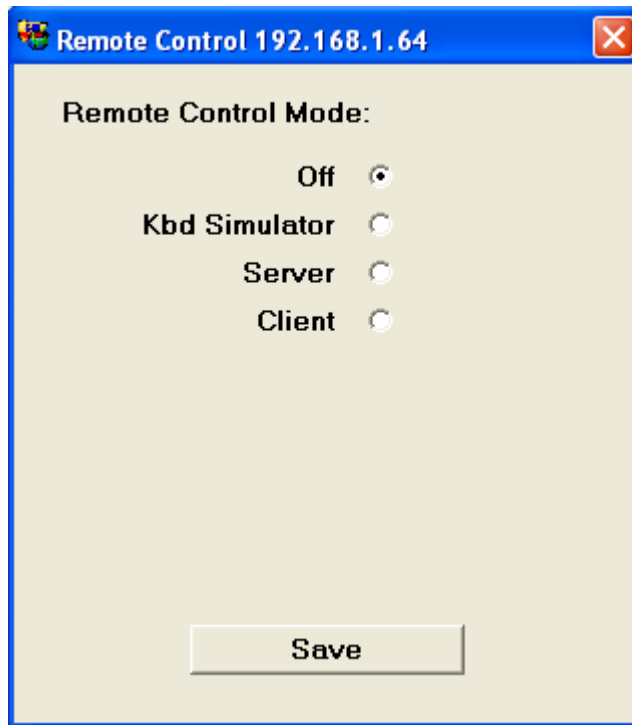 Remote Control 192.168.1.64
Remote Control Mode:
Off
Kbd Simulator
Server
Client
Save